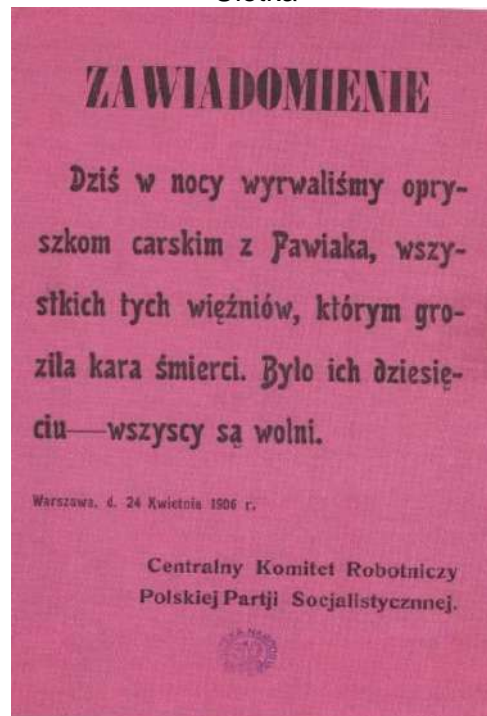 ZAWIADOMIENIE
Dziś w nocy wyrwaliśmy opry-
szkom carskim z Pawiaka, wszy-
stkich tych więźniów, którym gro-
ziła kara śmierci. Było ich dziesię-
ciu—wszyscy są wolni.
Warszawa, d. 24 Kwietnia 1906 r.
Centralny Komitet Robotniczy
Polskiej Partji Socjalistycznnej.